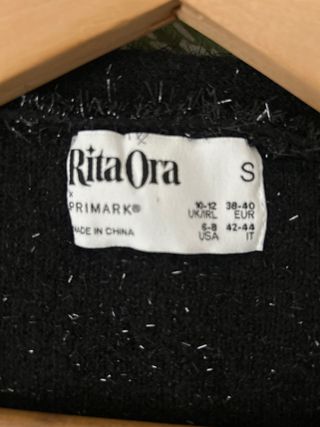 Rita Ora S
x
PRIMARK® 10-12 38-40
UK/IRL EUR
6-8 42-44
MADE IN CHINA USA IT